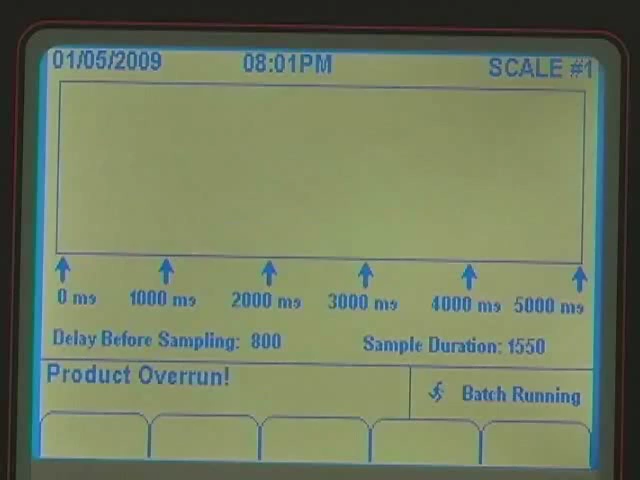 01/05/2009 08:01PM SCALE #1
0 ms 1000 ms 2000 ms 3000 ms 4000 ms 5000 ms
Delay Before Sampling: 800 Sample Duration: 1550
Product Overrun!
Batch Running